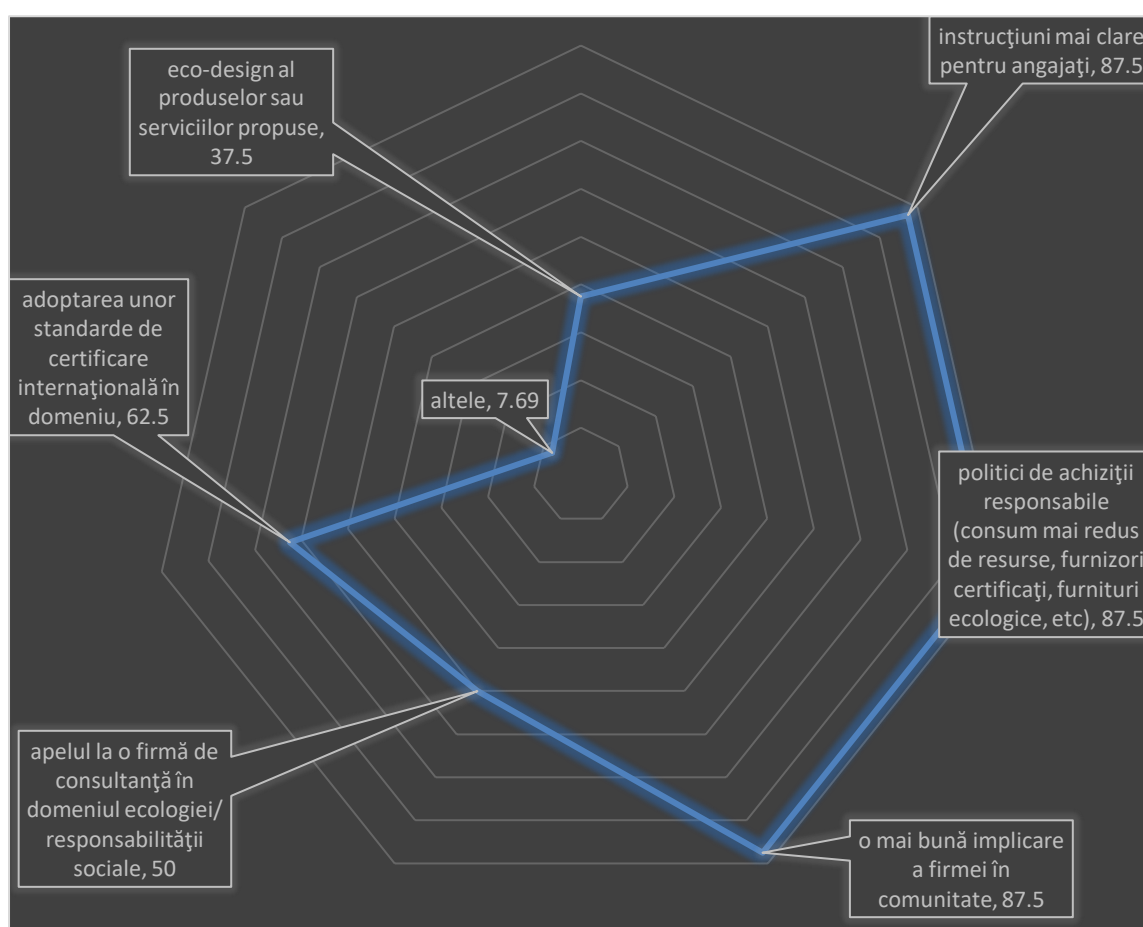 instrucţiuni mai clare
pentru angajaţi, 87.5
eco-design al
produselor sau
serviciilor propuse,
37.5
adoptarea unor
standarde de
certificare
internaţională în
domeniu, 62.5
altele, 7.69
politici de achiziţii
responsabile
(consum mai redus
de resurse, furnizori
certificaţi, furnituri
ecologice, etc), 87.5
apelul la o firmă de
consultanţă în
domeniul ecologiei/
responsabilităţii
sociale, 50
o mai bună implicare
a firmei în
comunitate, 87.5